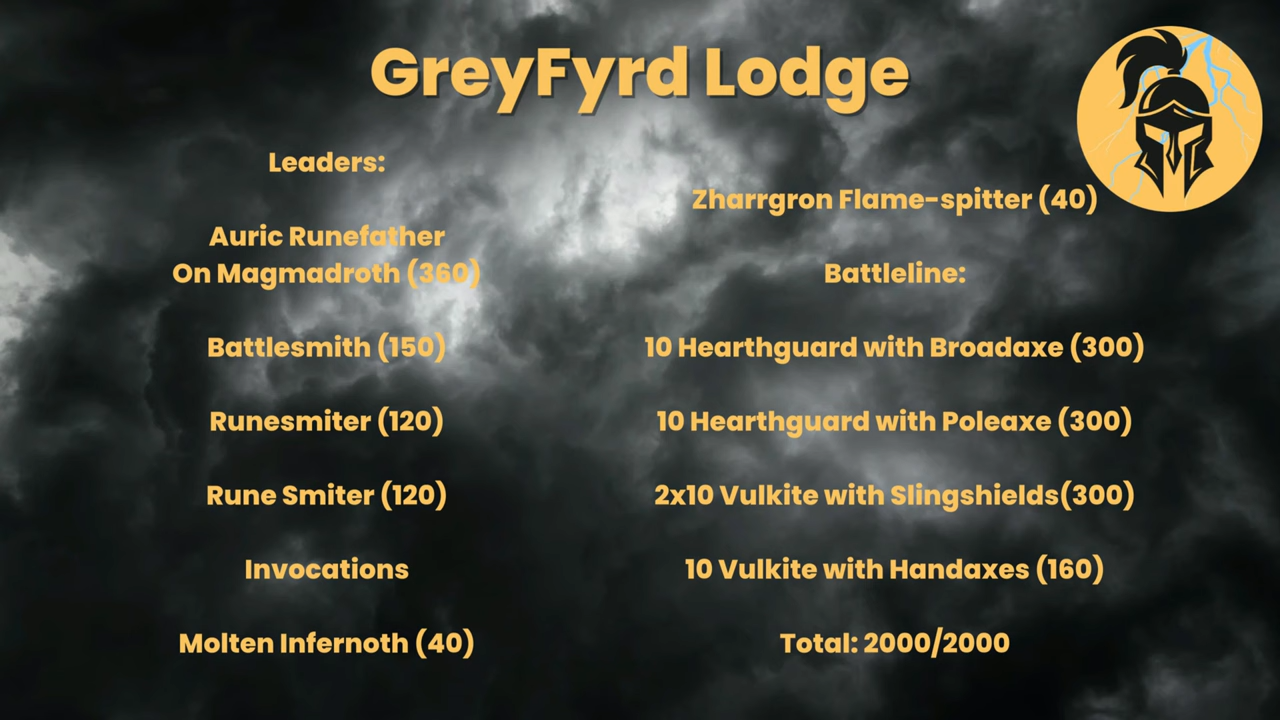 GreyFyrd Lodge
Leaders:
Auric Runefather
On Magmadroth (360)
Battlesmith (150)
Runesmiter (120)
Rune Smiter (120)
Invocations
Molten Infernoth (40)
Zharrgron Flame-spitter (40)
Battleline:
10 Hearthguard with Broadaxe (300)
10 Hearthguard with Poleaxe (300)
2x10 Vulkite with Slingshields(300)
10 Vulkite with Handaxes (160)
Total: 2000/2000